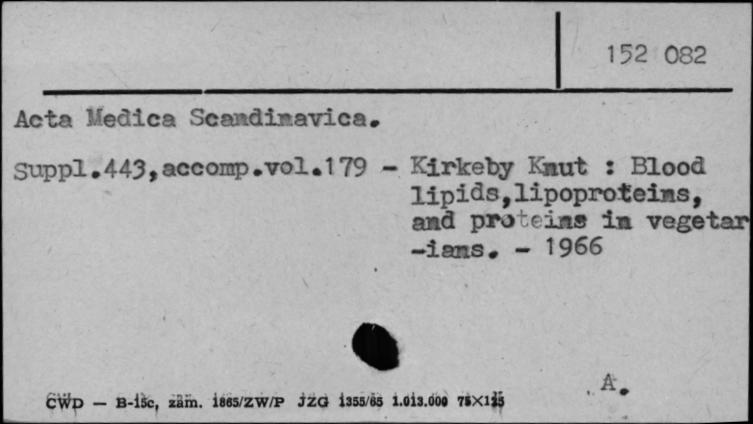 152 082
Acta Medica Scandinavica.
Suppl.443,accomp.vol.179 - Kirkeby Knut : Blood
lipids,lipoproteins,
and proteins in vegetar
-ians. - 1966
A.
CWD — B-15c, zam. 1865/ZW/P JZG 1355/65 1.013.000 75×125